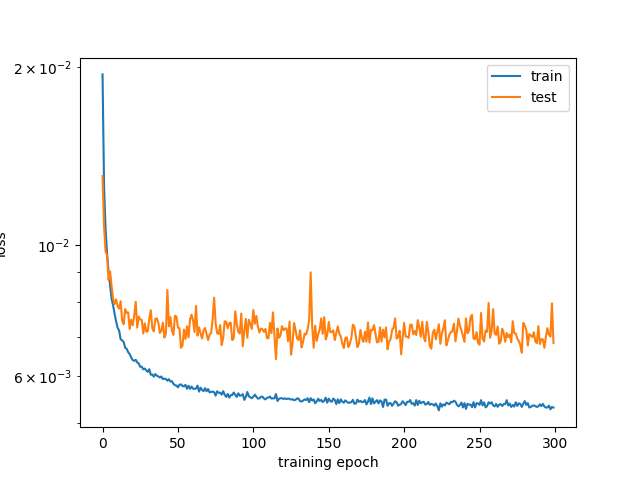 2 × 10⁻²
10⁻²
6 × 10⁻³
loss
train
test
0 50 100 150 200 250 300
training epoch